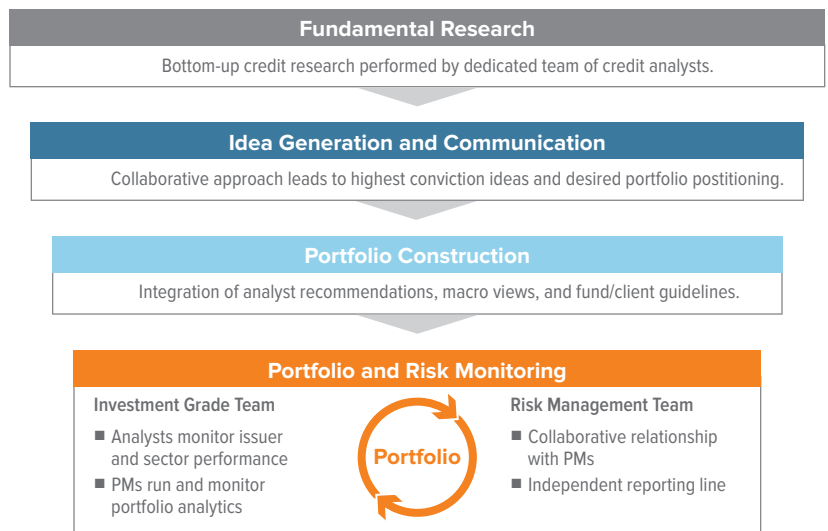 Fundamental Research
Bottom-up credit research performed by dedicated team of credit analysts.
Idea Generation and Communication
Collaborative approach leads to highest conviction ideas and desired portfolio postitioning.
Portfolio Construction
Integration of analyst recommendations, macro views, and fund/client guidelines.
Portfolio and Risk Monitoring
Investment Grade Team
■ Analysts monitor issuer
and sector performance
■ PMs run and monitor
portfolio analytics
Portfolio
Risk Management Team
■ Collaborative relationship
with PMs
■ Independent reporting line